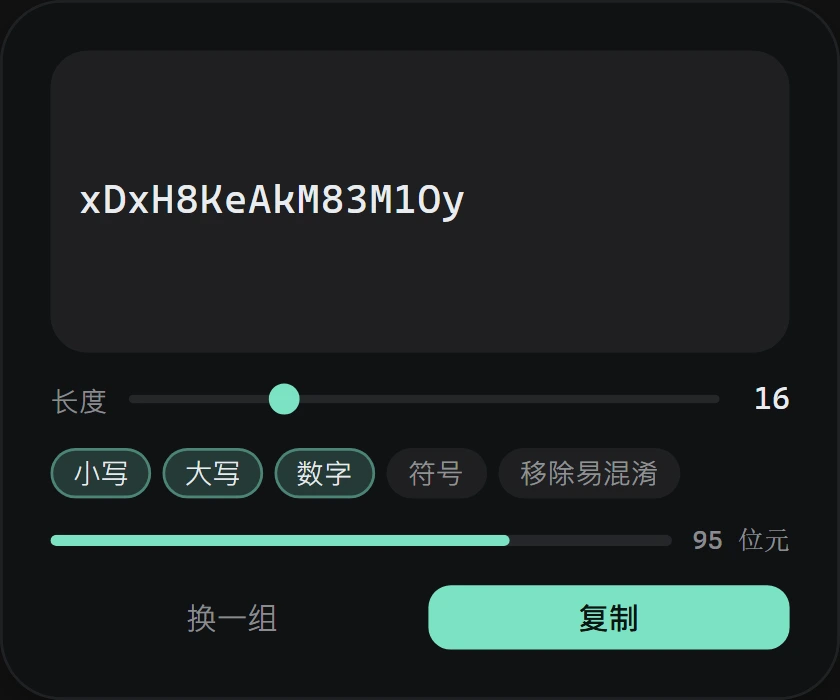 xDxH8KeAkM83M1Oy
长度 16
小写 大写 数字 符号 移除易混淆
95 位元
换一组 复制